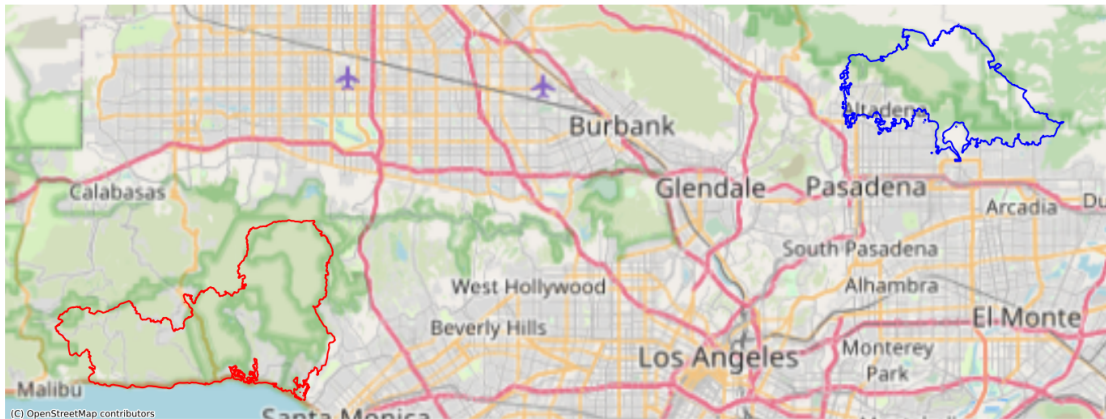 Burbank
Altadena
Glendale
Pasadena
Calabasas
Arcadia
Du
South Pasadena
West Hollywood
Alhambra
Beverly Hills
El Monte
Los Angeles
Monterey
Park
Malibu
Santa Monica
(C) OpenStreetMap contributors